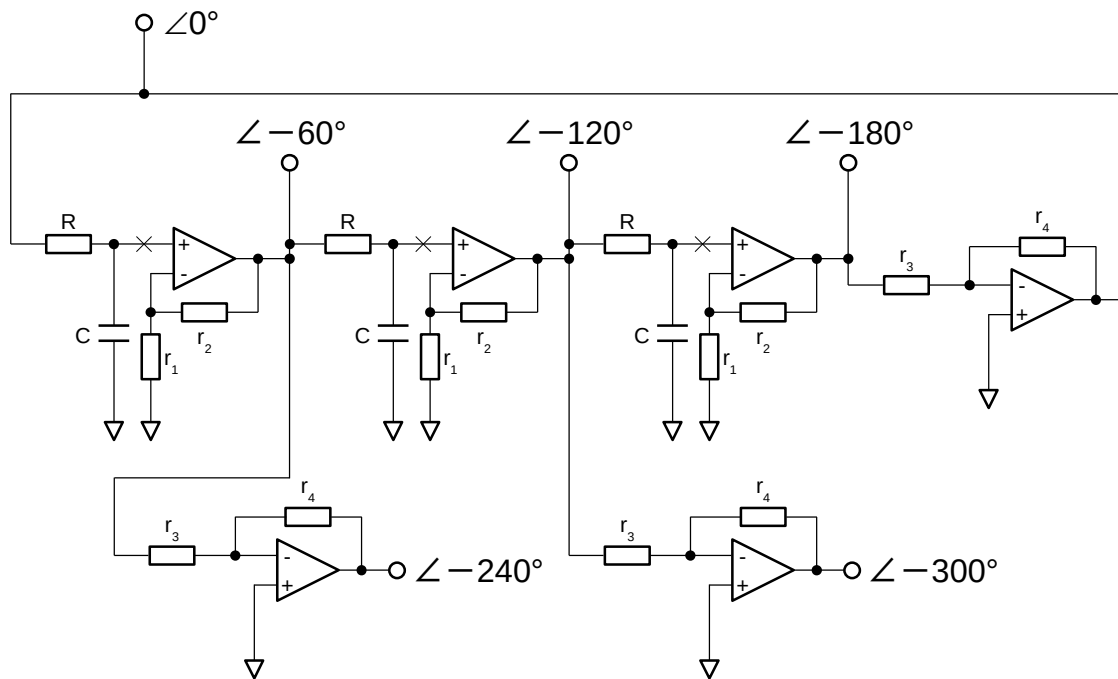 ∠0°
∠−60°
∠−120°
∠−180°
R
R
R
r4
r3
+
+
+
-
-
-
-
+
C
r1
r2
C
r1
r2
C
r1
r2
r4
r3
-
+
∠−240°
r4
r3
-
+
∠−300°